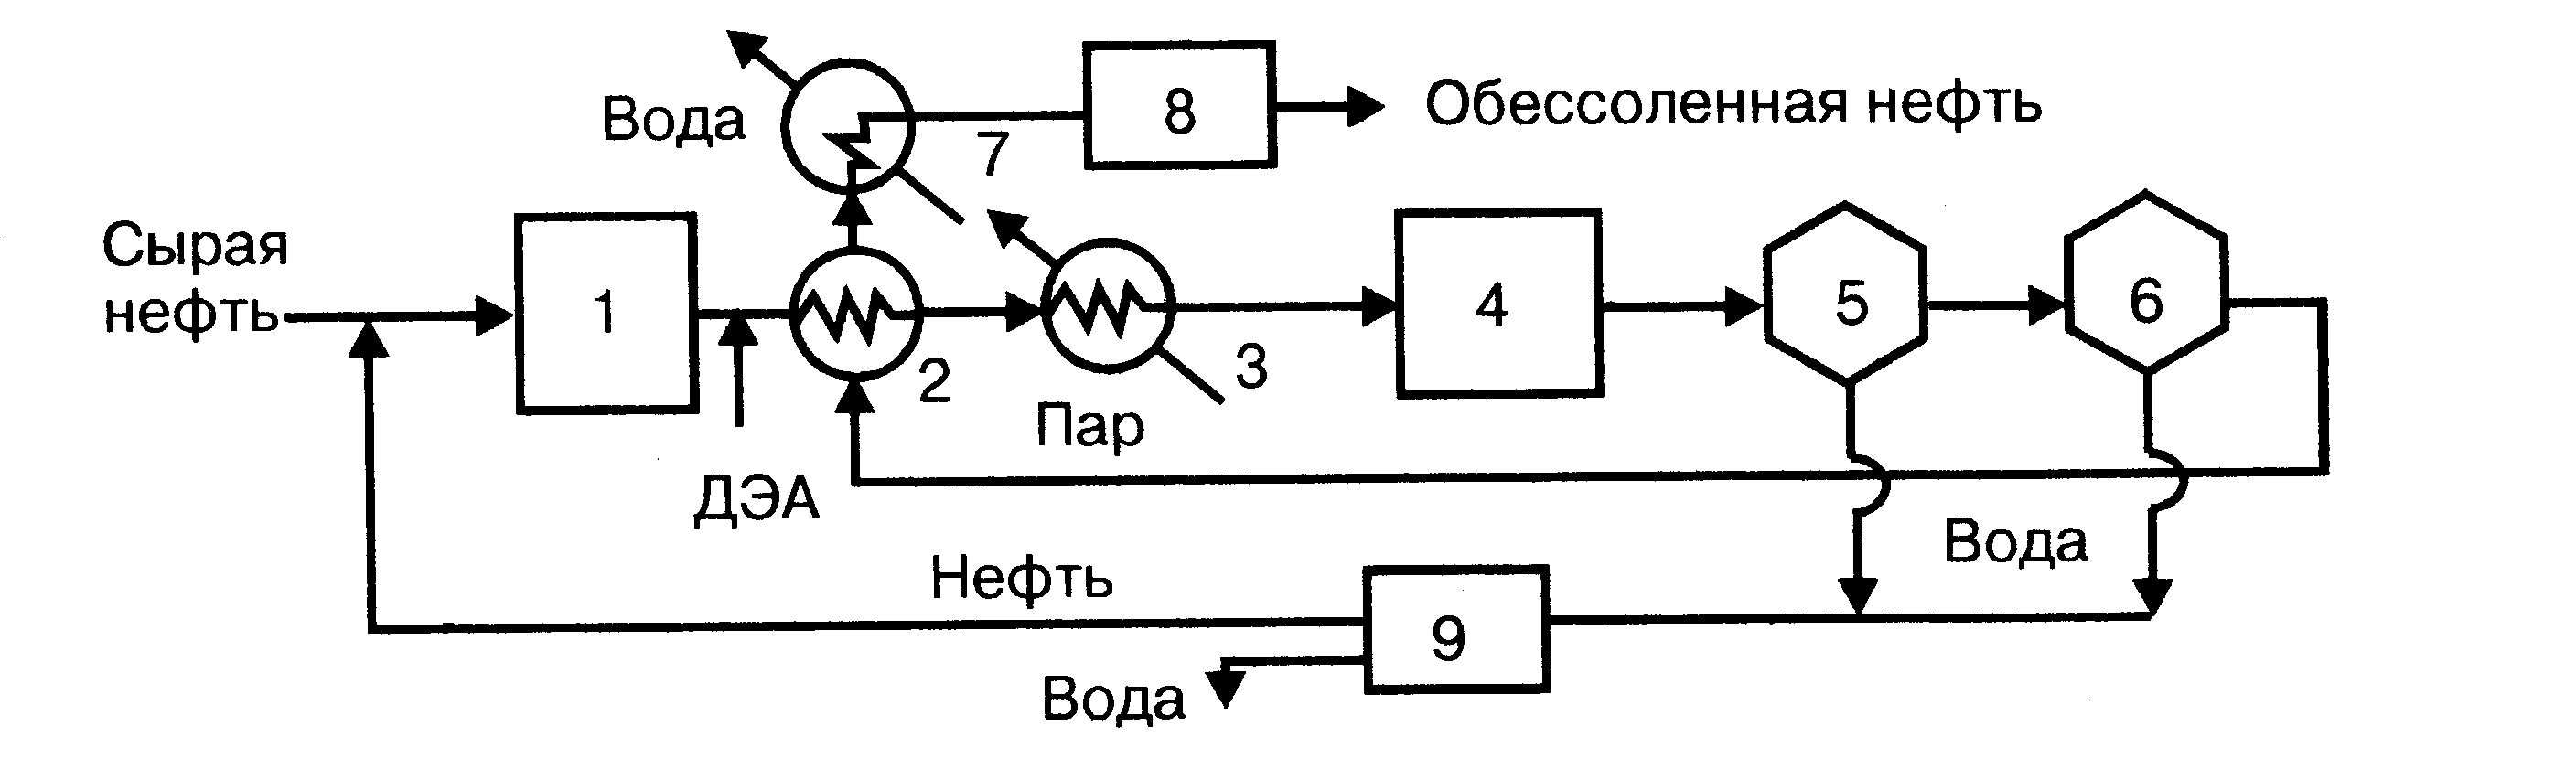 Вода
8
Обессоленная нефть
7
Сырая
нефть
1
2
3
4
5
6
Пар
ДЭА
Вода
Нефть
9
Вода